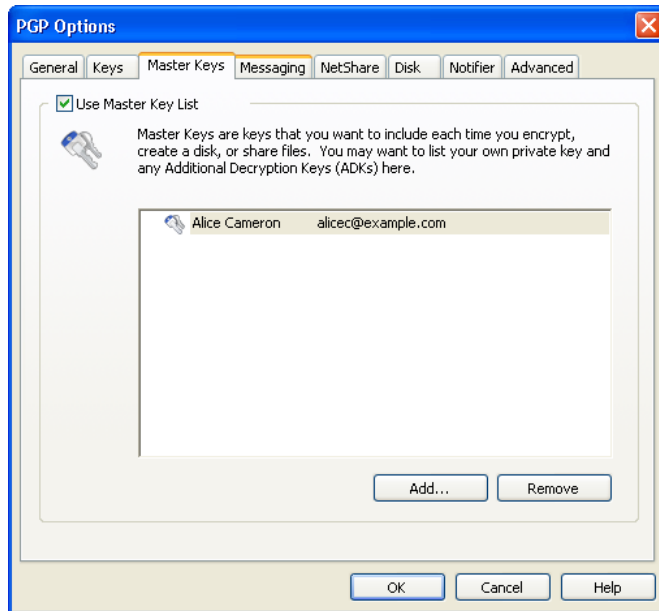 PGP Options
General Keys Master Keys Messaging NetShare Disk Notifier Advanced
Use Master Key List
Master Keys are keys that you want to include each time you encrypt,
create a disk, or share files. You may want to list your own private key and
any Additional Decryption Keys (ADKs) here.
Alice Cameron alicec@example.com
Add... Remove
OK Cancel Help